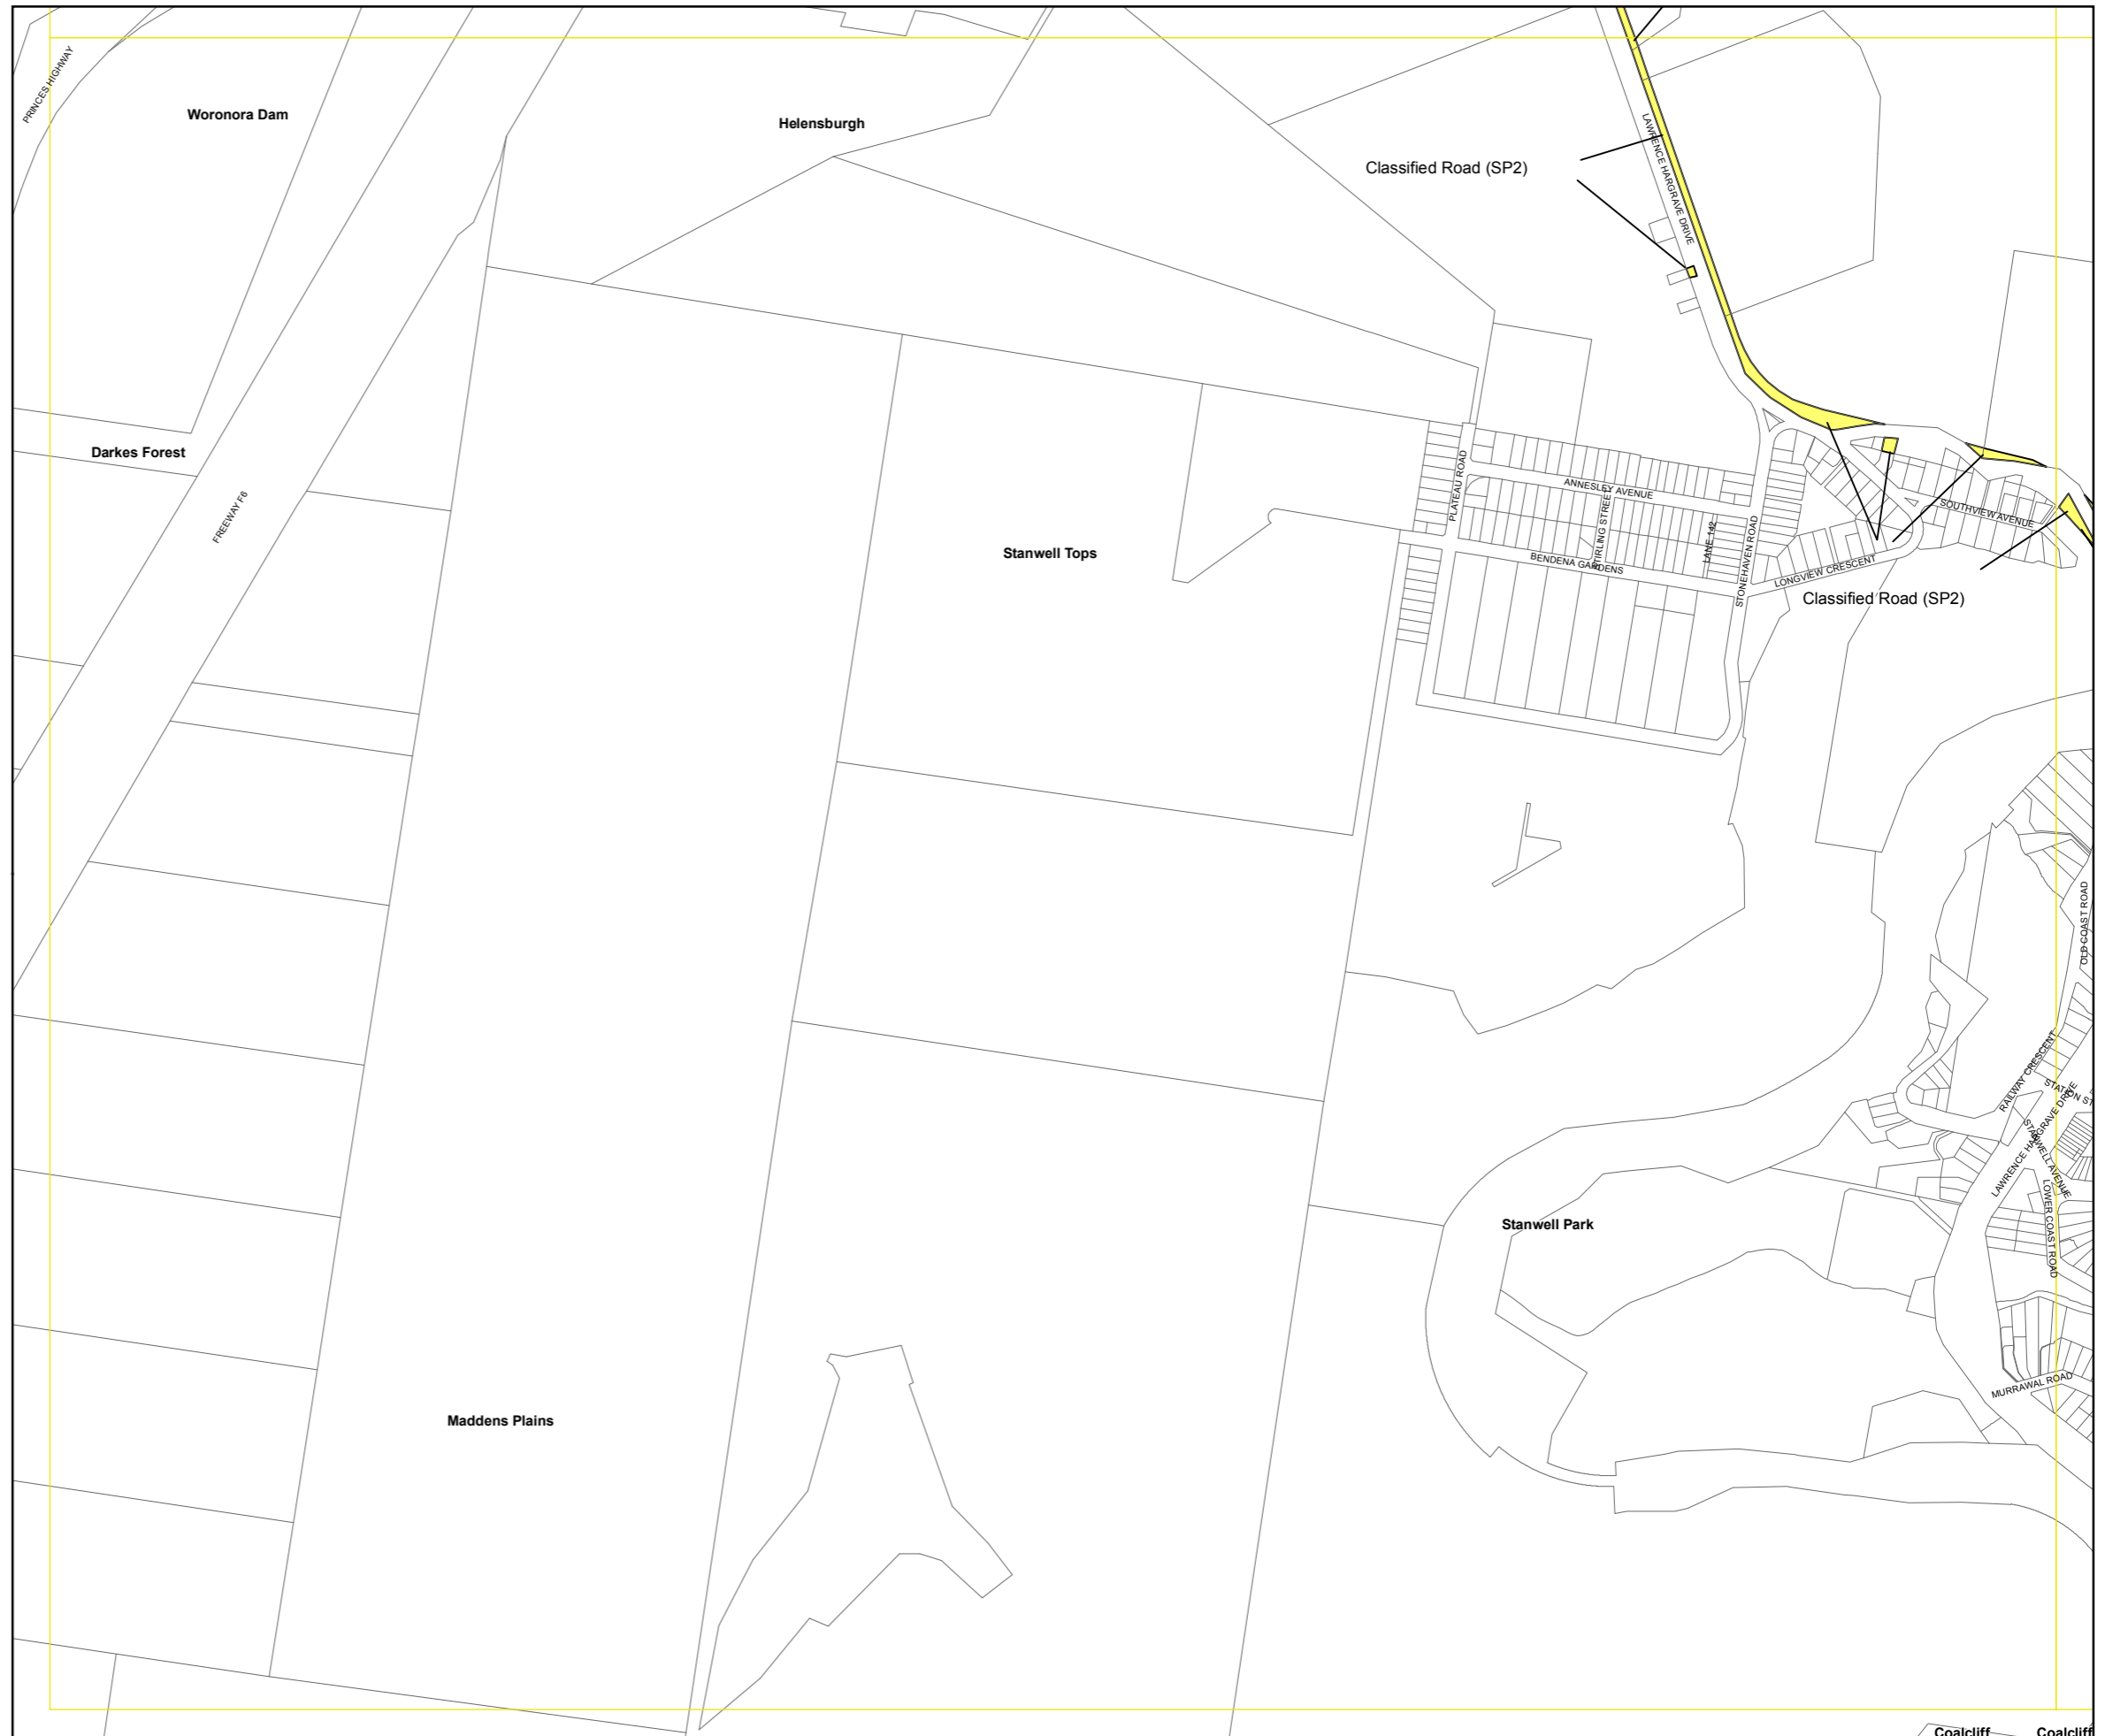 PRINCES HIGHWAY
Woronora Dam
Helensburgh
Classified Road (SP2)
LAWRENCE HARGRAVE DRIVE
Darkes Forest
FREEWAY F6
Stanwell Tops
PLATEAU ROAD
ANNESLEY AVENUE
STIRLING STREET
LANE 142
BENDENA GARDENS
STONEHAVEN ROAD
SOUTHVIEW AVENUE
LONGVIEW CRESCENT
Classified Road (SP2)
OLD COAST ROAD
RAILWAY CRESCENT
STATION ST
LAWRENCE HARGRAVE DRIVE
STANWELL AVENUE
LOWER COAST ROAD
Stanwell Park
MURRAWAL ROAD
Maddens Plains
Coalcliff
Coalcliff